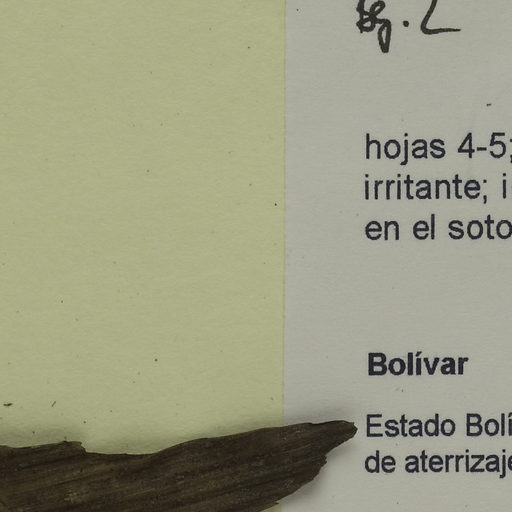 hojas 4-5;
irritante; i
en el soto
Bolívar
Estado Bolí
de aterrizaje